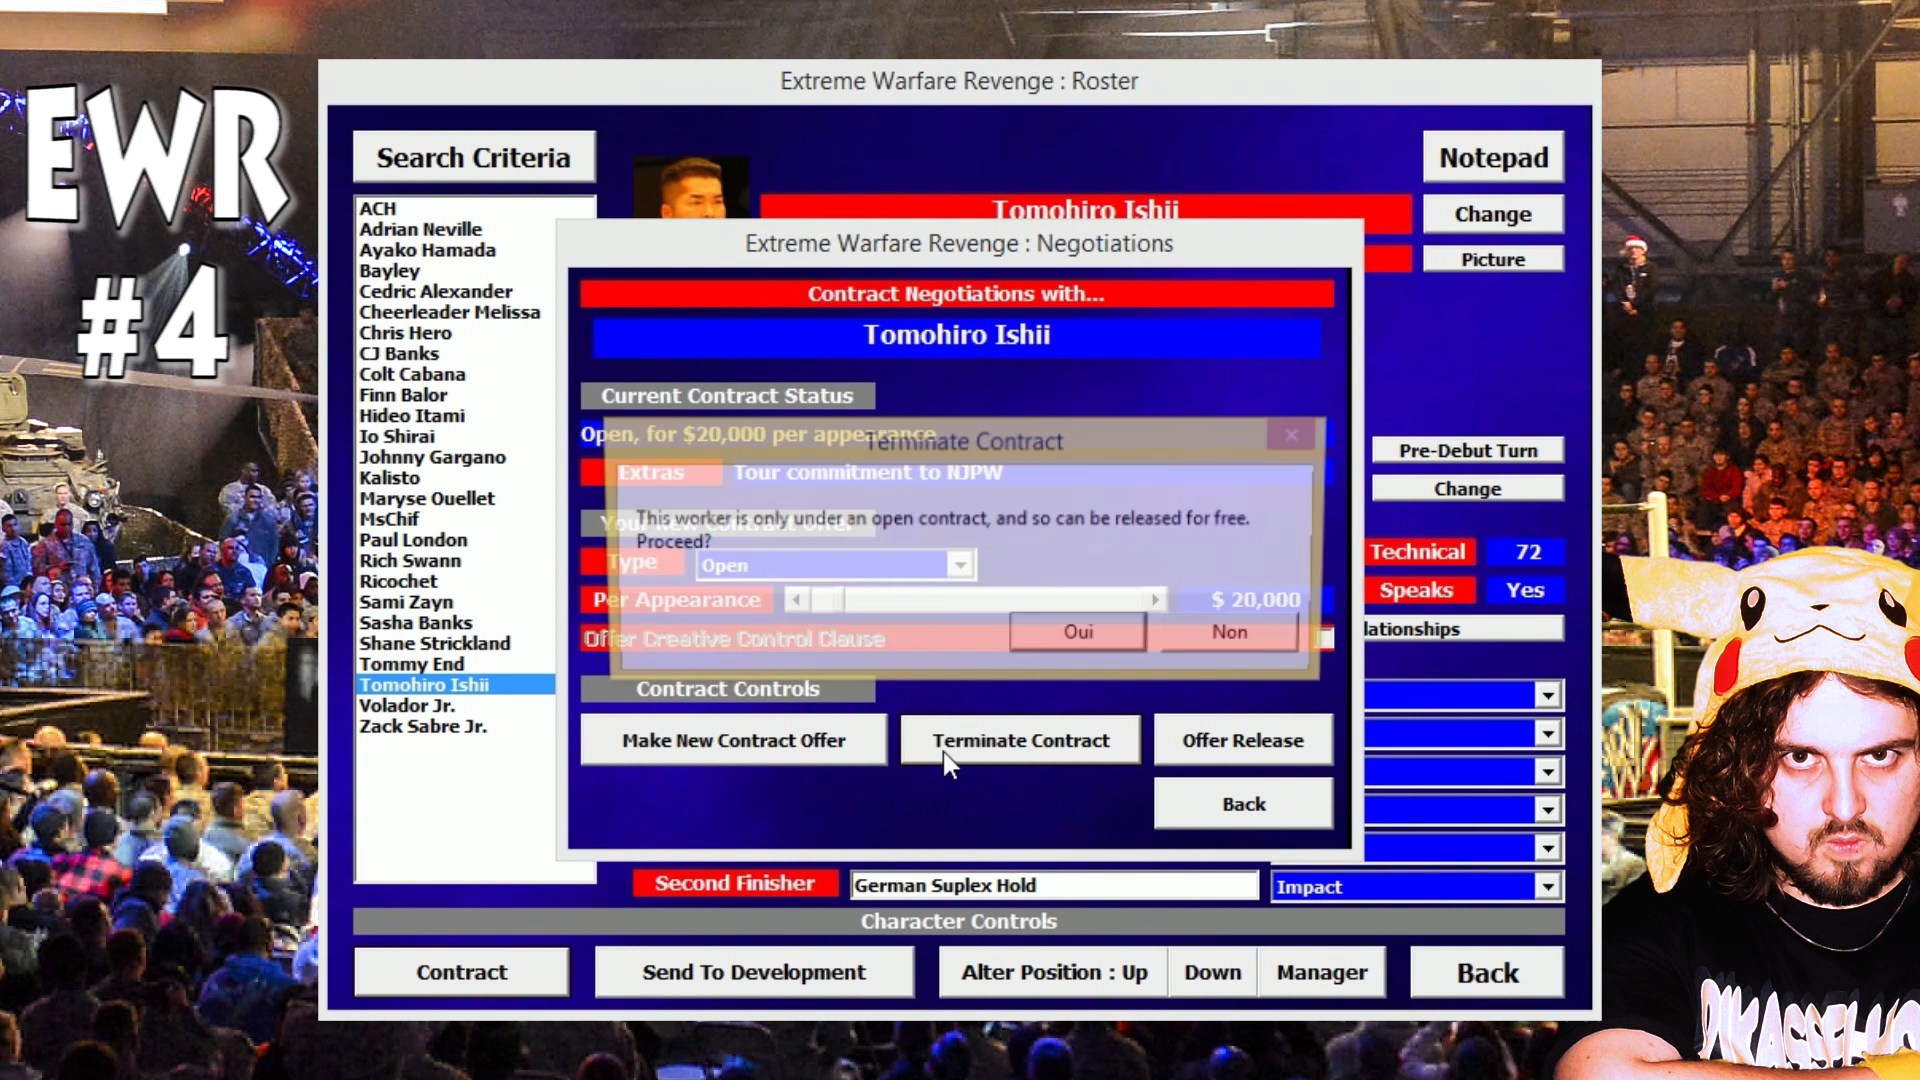 EWR
#4
Extreme Warfare Revenge : Roster
Search Criteria
Notepad
Change
Picture
Tomohiro Ishii
ACH
Adrian Neville
Ayako Hamada
Bayley
Cedric Alexander
Cheerleader Melissa
Chris Hero
CJ Banks
Colt Cabana
Finn Balor
Hideo Itami
Io Shirai
Johnny Gargano
Kalisto
Maryse Ouellet
MsChif
Paul London
Rich Swann
Ricochet
Sami Zayn
Sasha Banks
Shane Strickland
Tommy End
Tomohiro Ishii
Volador Jr.
Zack Sabre Jr.
Extreme Warfare Revenge : Negotiations
Contract Negotiations with...
Tomohiro Ishii
Current Contract Status
Open, for $20,000 per appearance
Terminate Contract
Extras Tour commitment to NJPW
Your New Contract Offer
This worker is only under an open contract, and so can be released for free.
Proceed?
Type Open
Per Appearance $ 20,000
Oui Non
Offer Creative Control Clause
Contract Controls
Make New Contract Offer Terminate Contract Offer Release
Back
Pre-Debut Turn
Change
Technical 72
Speaks Yes
lationships
Second Finisher German Suplex Hold Impact
Character Controls
Contract Send To Development Alter Position : Up Down Manager Back